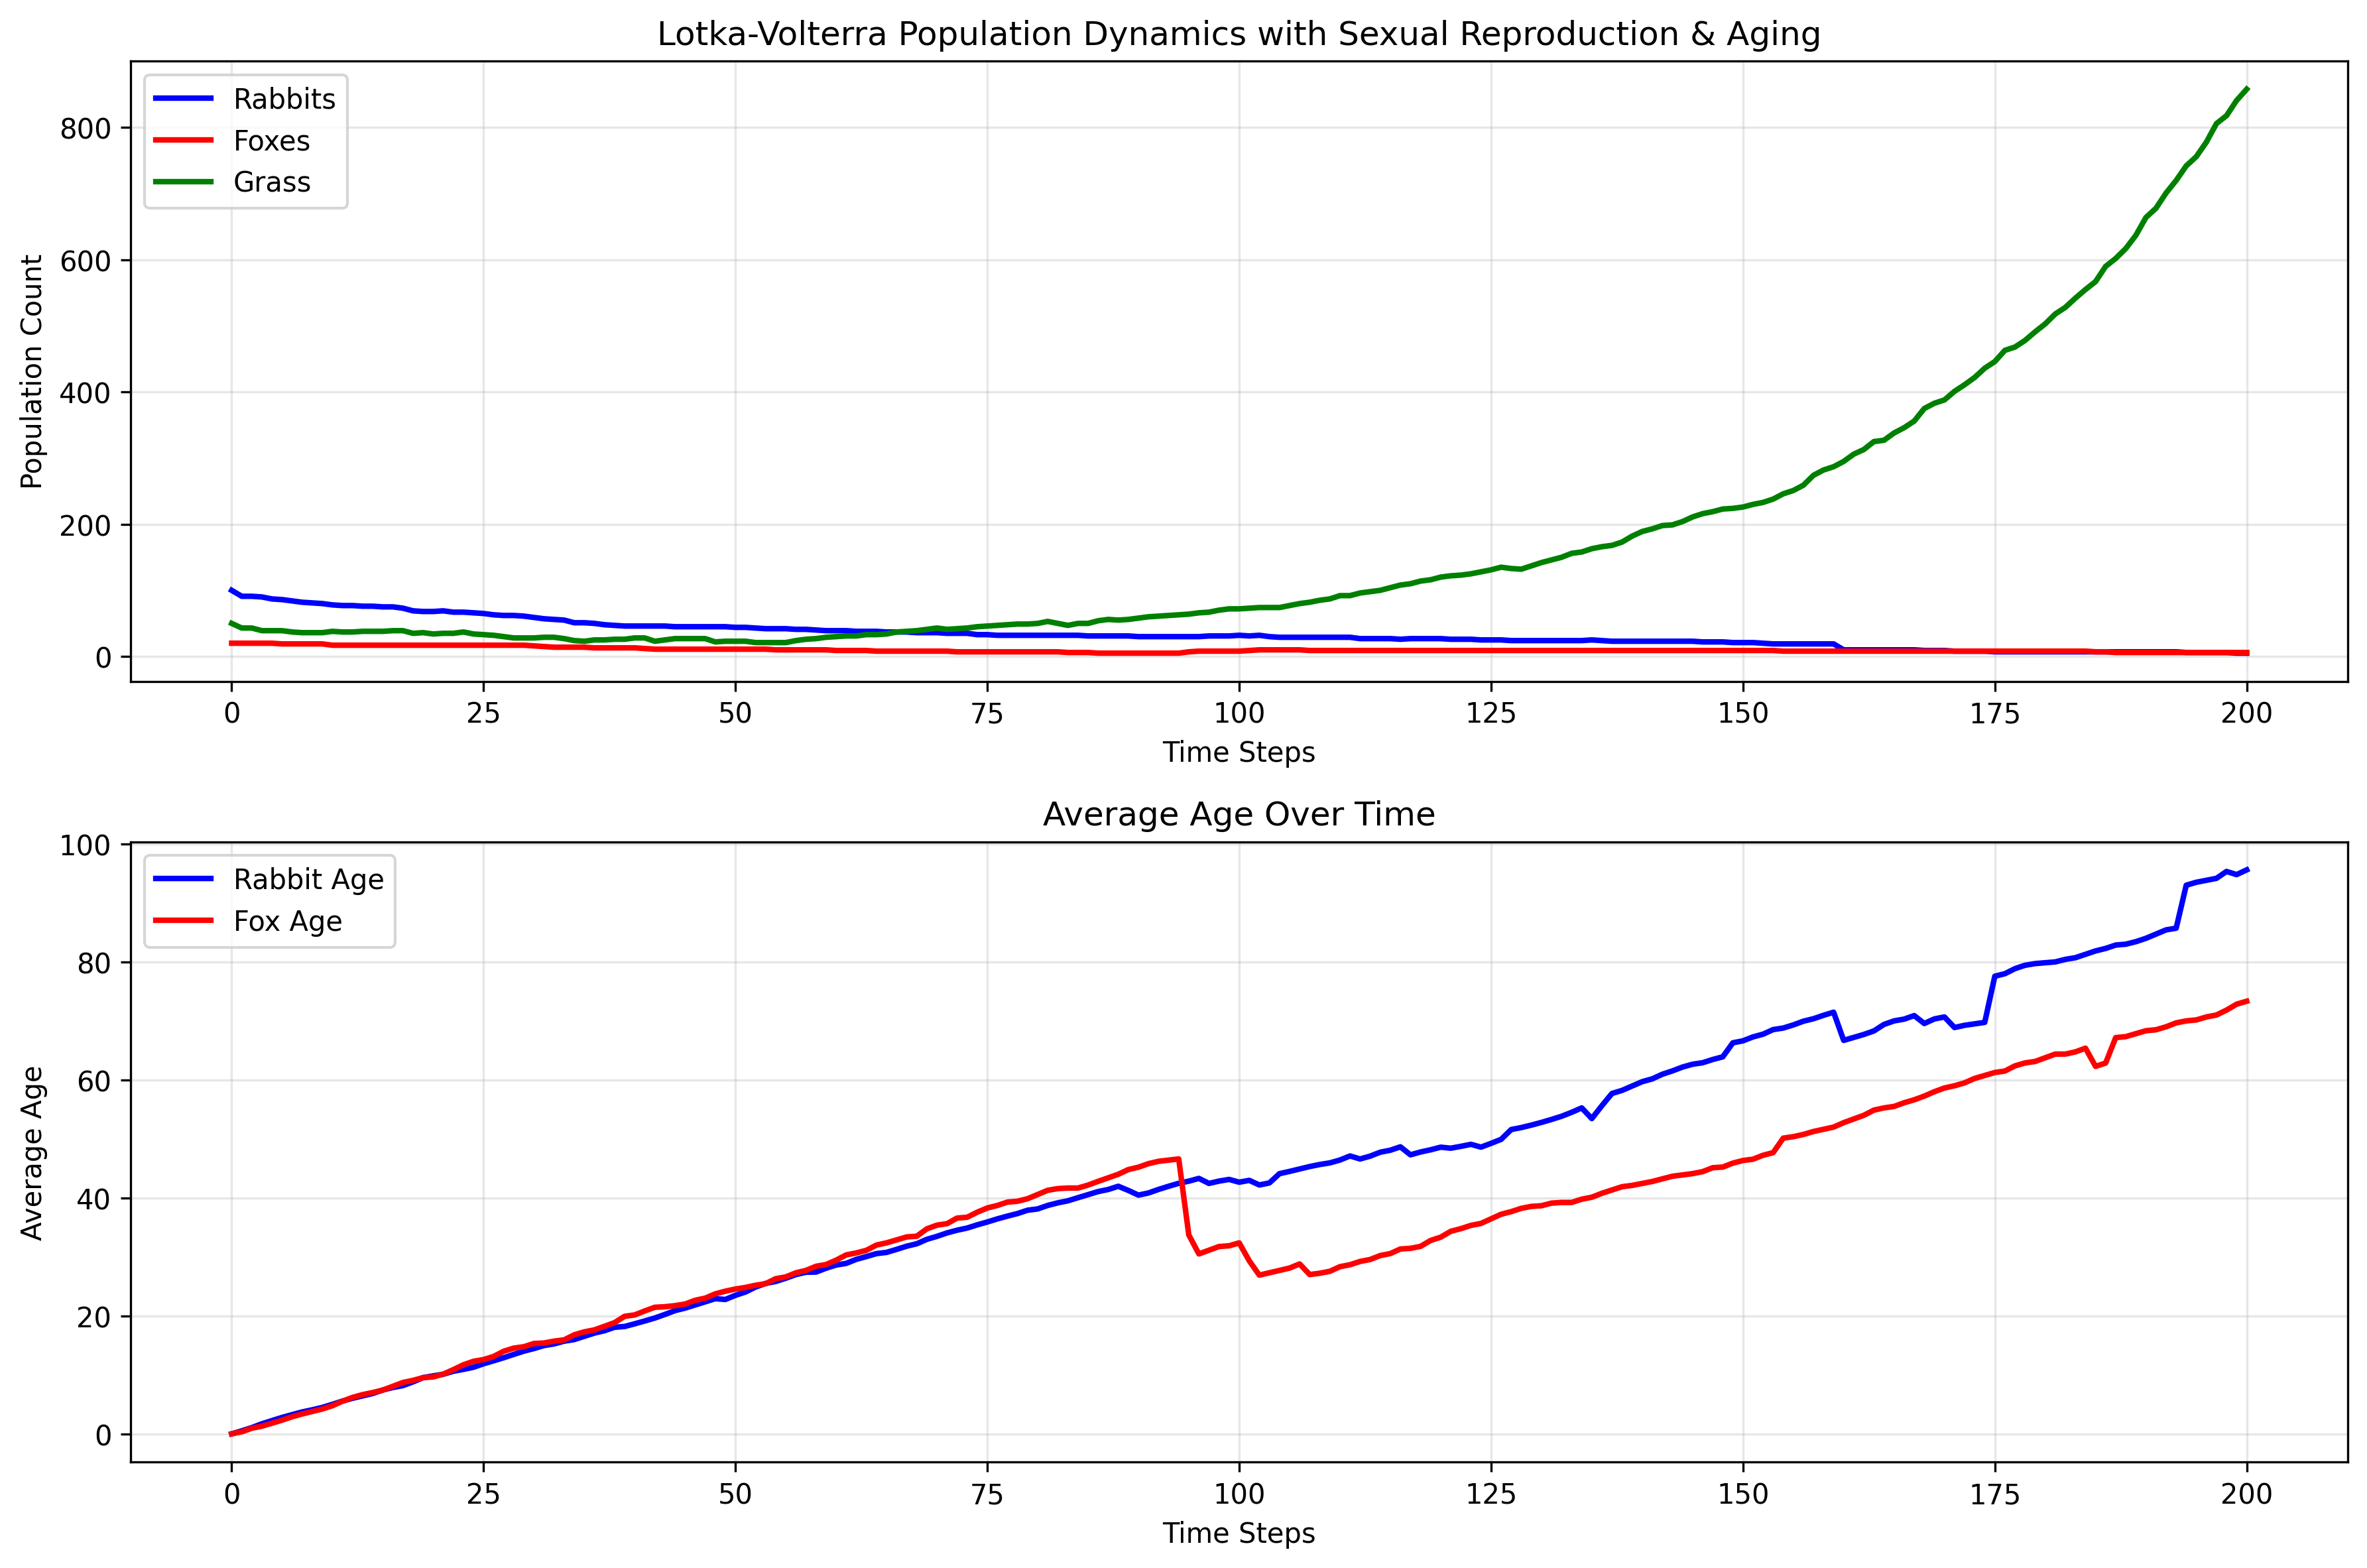 Lotka-Volterra Population Dynamics with Sexual Reproduction & Aging
Rabbits
Foxes
Grass
Population Count
800
600
400
200
0
0 25 50 75 100 125 150 175 200
Time Steps
Average Age Over Time
Rabbit Age
Fox Age
Average Age
100
80
60
40
20
0
0 25 50 75 100 125 150 175 200
Time Steps